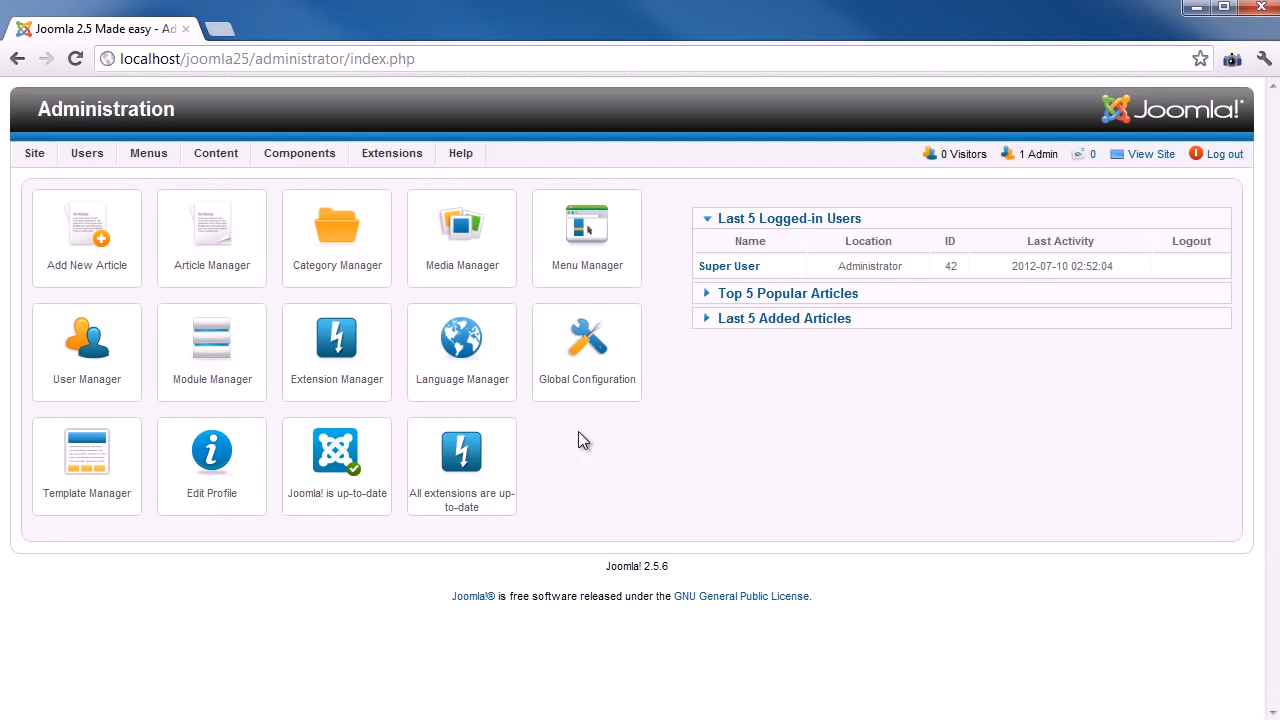 Joomla 2.5 Made easy - Ad
localhost/joomla25/administrator/index.php
Administration
Joomla!®
Site Users Menus Content Components Extensions Help
0 Visitors 1 Admin 0 View Site Log out
Add New Article
Article Manager
Category Manager
Media Manager
Menu Manager
User Manager
Module Manager
Extension Manager
Language Manager
Global Configuration
Template Manager
Edit Profile
Joomla! is up-to-date
All extensions are up-
to-date
Last 5 Logged-in Users
Name Location ID Last Activity Logout
Super User Administrator 42 2012-07-10 02:52:04
Top 5 Popular Articles
Last 5 Added Articles
Joomla! 2.5.6
Joomla!® is free software released under the GNU General Public License.